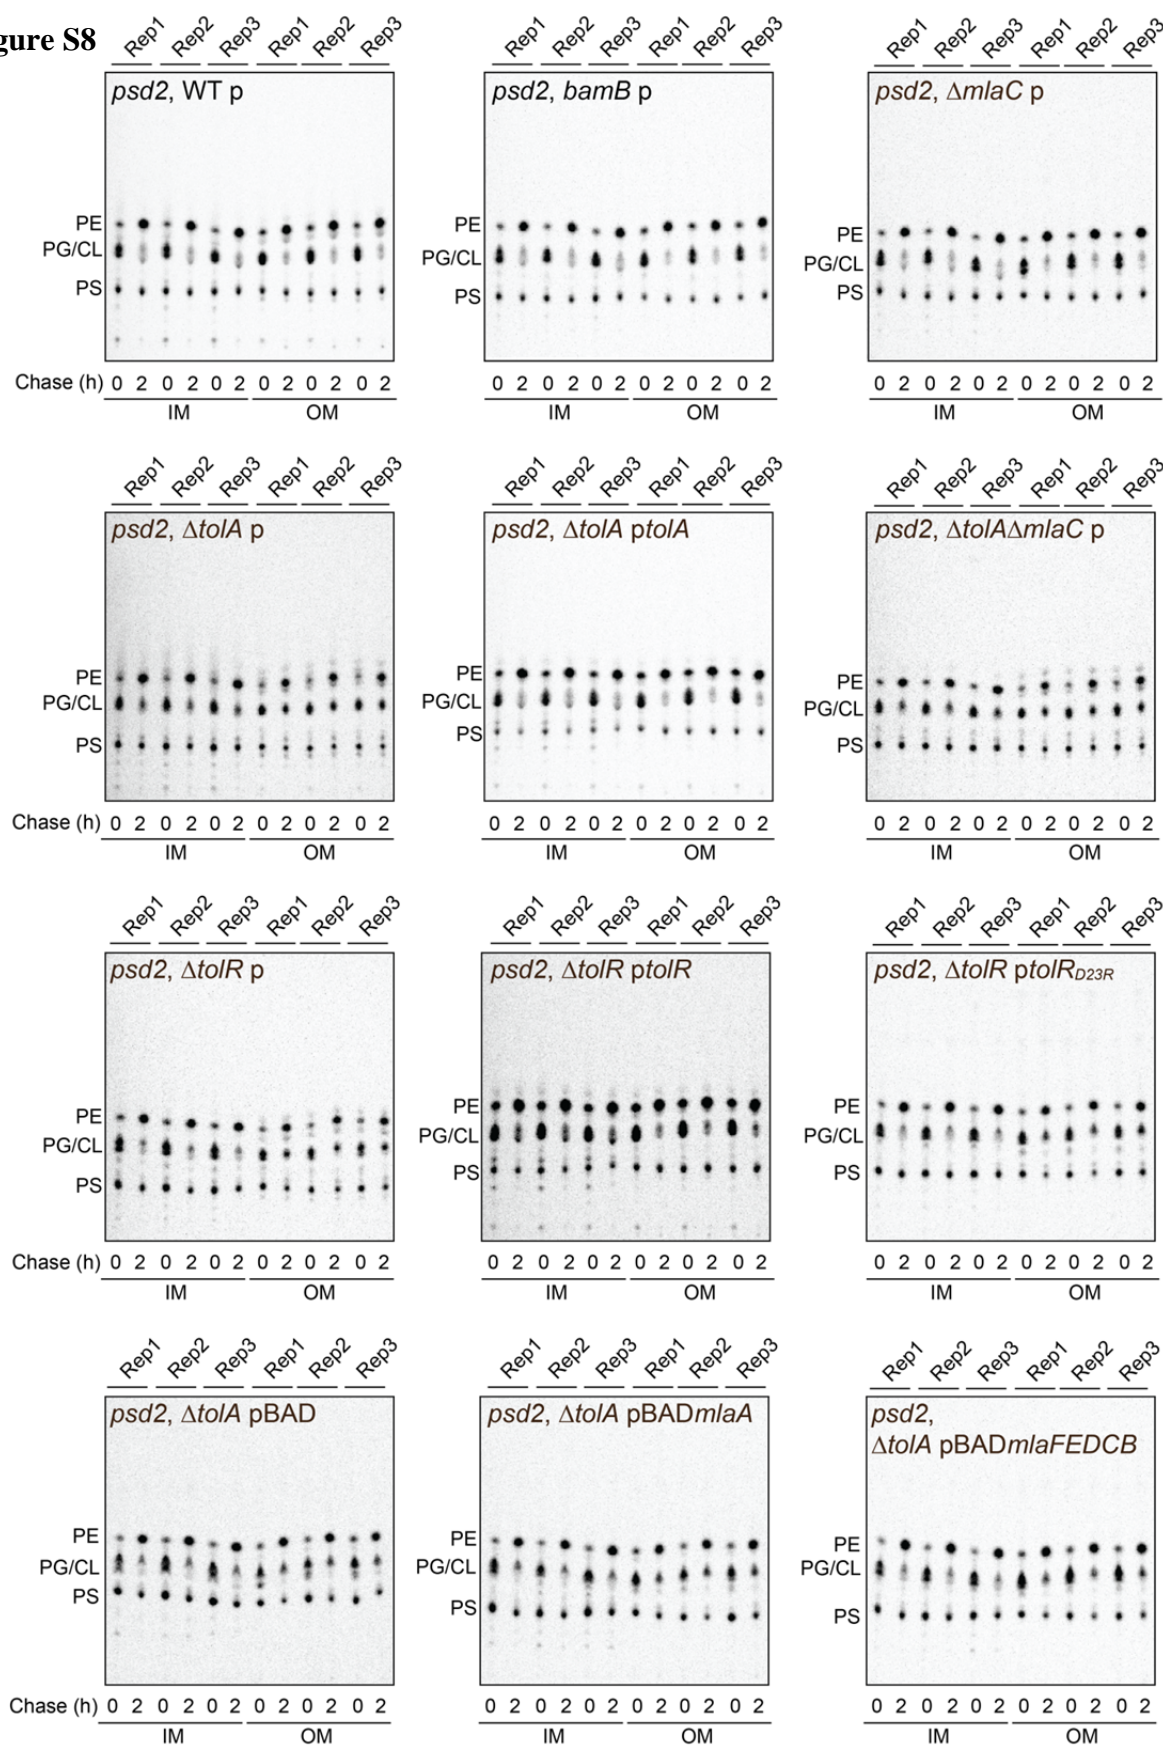 gure S8
Rep1 Rep2 Rep3 Rep1 Rep2 Rep3 Rep1 Rep2 Rep3 Rep1 Rep2 Rep3 Rep1 Rep2 Rep3 Rep1 Rep2 Rep3
psd2, WT p
psd2, bamB p
psd2, ΔmlaC p
PE PE PE
PG/CL PG/CL PG/CL
PS PS PS
Chase (h) 0 2 0 2 0 2 0 2 0 2 0 2 0 2 0 2 0 2 0 2 0 2 0 2 0 2 0 2 0 2 0 2 0 2 0 2
IM OM IM OM IM OM
Rep1 Rep2 Rep3 Rep1 Rep2 Rep3 Rep1 Rep2 Rep3 Rep1 Rep2 Rep3 Rep1 Rep2 Rep3 Rep1 Rep2 Rep3
psd2, ΔtolA p
psd2, ΔtolA ptolA
psd2, ΔtolAΔmlaC p
PE PE PE
PG/CL PG/CL PG/CL
PS PS PS
Chase (h) 0 2 0 2 0 2 0 2 0 2 0 2 0 2 0 2 0 2 0 2 0 2 0 2 0 2 0 2 0 2 0 2 0 2 0 2
IM OM IM OM IM OM
Rep1 Rep2 Rep3 Rep1 Rep2 Rep3 Rep1 Rep2 Rep3 Rep1 Rep2 Rep3 Rep1 Rep2 Rep3 Rep1 Rep2 Rep3
psd2, ΔtolR p
psd2, ΔtolR ptolR
psd2, ΔtolR ptolRD23R
PE PE PE
PG/CL PG/CL PG/CL
PS PS PS
Chase (h) 0 2 0 2 0 2 0 2 0 2 0 2 0 2 0 2 0 2 0 2 0 2 0 2 0 2 0 2 0 2 0 2 0 2 0 2
IM OM IM OM IM OM
Rep1 Rep2 Rep3 Rep1 Rep2 Rep3 Rep1 Rep2 Rep3 Rep1 Rep2 Rep3 Rep1 Rep2 Rep3 Rep1 Rep2 Rep3
psd2, ΔtolA pBAD
psd2, ΔtolA pBADmlaA
psd2,
ΔtolA pBADmlaFEDCB
PE PE PE
PG/CL PG/CL PG/CL
PS PS PS
Chase (h) 0 2 0 2 0 2 0 2 0 2 0 2 0 2 0 2 0 2 0 2 0 2 0 2 0 2 0 2 0 2 0 2 0 2 0 2
IM OM IM OM IM OM